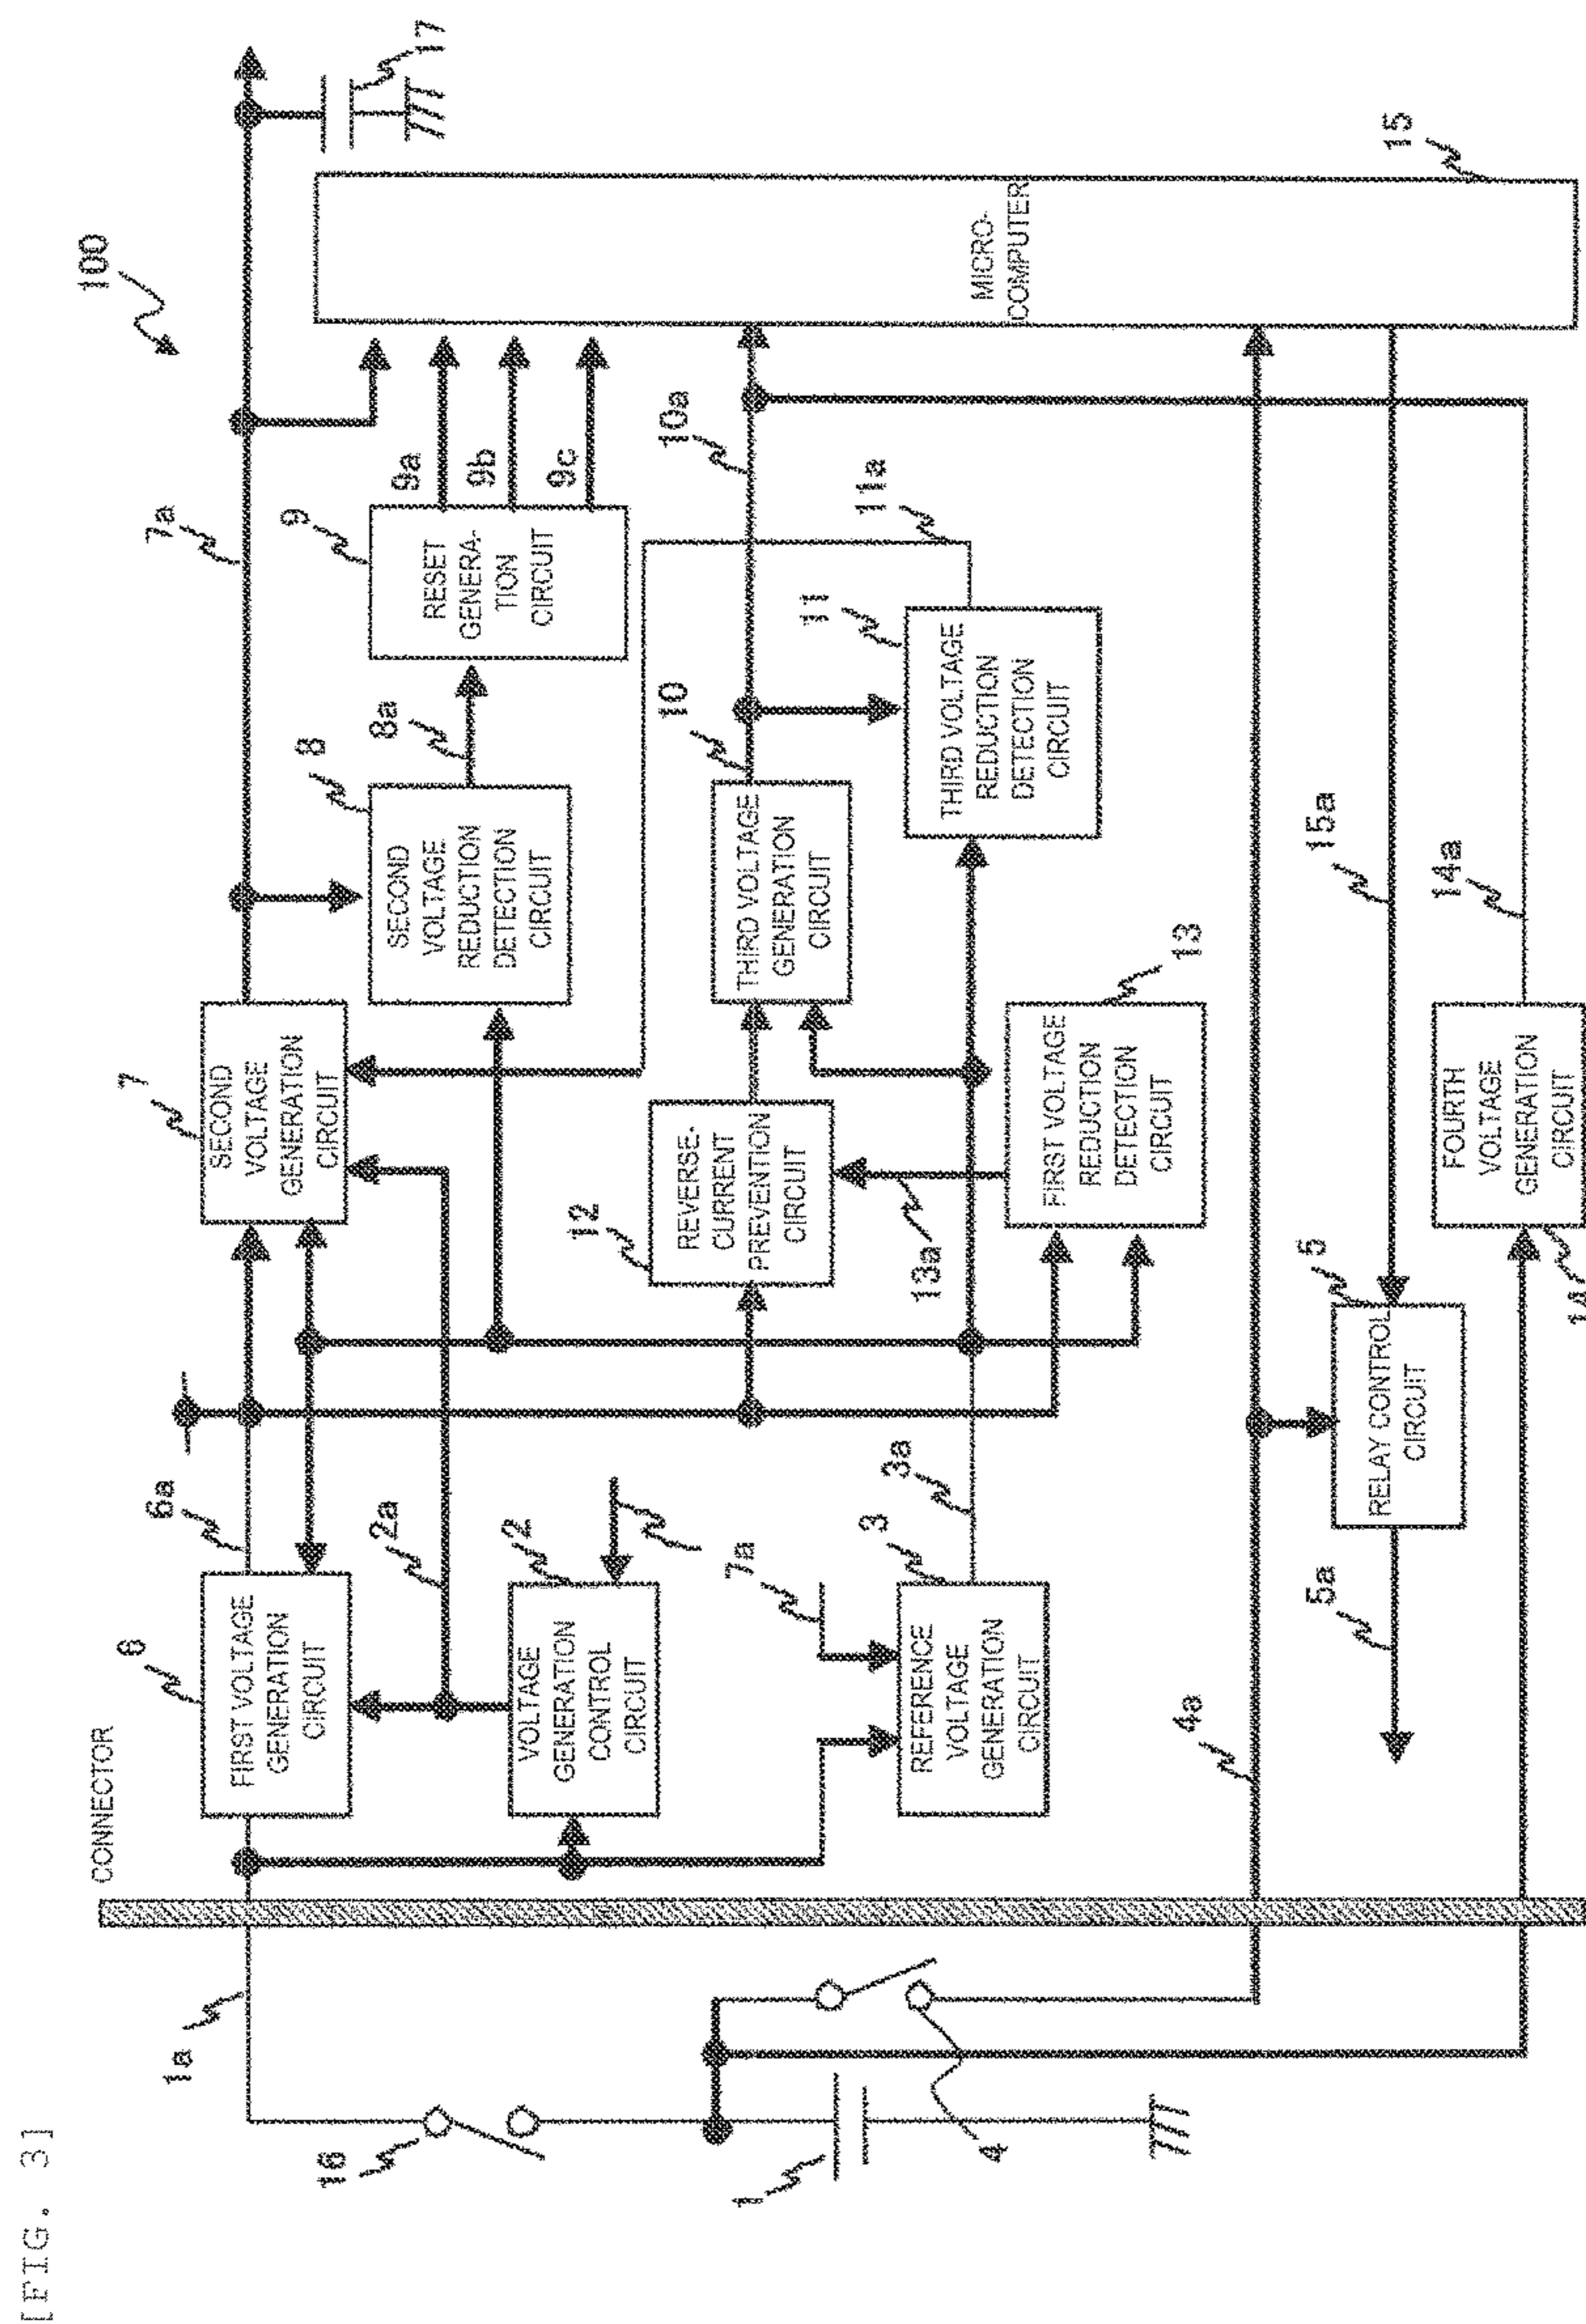 [FIG. 3]
100
CONNECTOR
1a
16
1
4
6
FIRST VOLTAGE
GENERATION
CIRCUIT
6a
2a
2
VOLTAGE
GENERATION
CONTROL
CIRCUIT
7a
3
REFERENCE
VOLTAGE
GENERATION
CIRCUIT
3a
4a
5a
5
RELAY CONTROL
CIRCUIT
7
SECOND
VOLTAGE
GENERATION
CIRCUIT
7a
12
REVERSE-
CURRENT
PREVENTION
CIRCUIT
13a
13
FIRST VOLTAGE
REDUCTION
DETECTION
CIRCUIT
14
FOURTH
VOLTAGE
GENERATION
CIRCUIT
14a
15a
8
SECOND
VOLTAGE
REDUCTION
DETECTION
CIRCUIT
8a
10
THIRD VOLTAGE
GENERATION
CIRCUIT
10a
11
THIRD VOLTAGE
REDUCTION
DETECTION
CIRCUIT
11a
9
RESET
GENERA-
TION
CIRCUIT
9a
9b
9c
MICRO-
COMPUTER
15
17